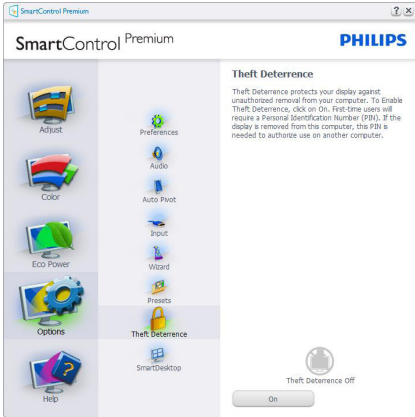 SmartControl Premium
? x
SmartControl Premium
PHILIPS
Adjust
Color
Eco Power
Options
Help
Preferences
Audio
Auto Pivot
Input
Wizard
Presets
Theft Deterrence
SmartDesktop
Theft Deterrence
Theft Deterrence protects your display against
unauthorized removal from your computer. To Enable
Theft Deterrence, click on On. First-time users will
require a Personal Identification Number (PIN). If the
display is removed from this computer, this PIN is
needed to authorize use on another computer.
Theft Deterrence Off
On